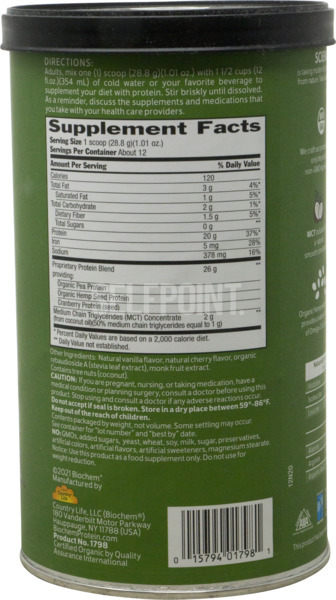 DIRECTIONS:
Adults, mix one (1) scoop (28.8 g)(1.01 oz.) with 1 1/2 cups (12
fl.oz.)(354 mL) of cold water or your favorite beverage to
supplement your diet with protein. Stir briskly until dissolved.
As a reminder, discuss the supplements and medications that
you take with your health care providers.
Supplement Facts
Serving Size 1 scoop (28.8 g)(1.01 oz.)
Servings Per Container About 12
Amount Per Serving % Daily Value
Calories 120
Total Fat 3 g 4%*
Saturated Fat 1 g 5%*
Total Carbohydrate 2 g 1%*
Dietary Fiber 1.5 g 5%*
Total Sugars 0 g **
Protein 20 g 37%*
Iron 5 mg 28%
Sodium 378 mg 16%
Proprietary Protein Blend 26 g **
providing:
Organic Pea Protein
Organic Hemp Seed Protein
Cranberry Protein (seed)
Medium Chain Triglycerides (MCT) Concentrate 2 g **
(from coconut oil)(50% medium chain triglycerides equal to 1 g)
* Percent Daily Values are based on a 2,000 calorie diet.
** Daily Value not established.
Other Ingredients: Natural vanilla flavor, natural cherry flavor, organic
rebaudioside A (stevia leaf extract), monk fruit extract.
Contains tree nuts (coconut).
CAUTION: If you are pregnant, nursing, or taking medication, have a
medical condition or planning surgery, consult a doctor before using this
product. Stop using and consult a doctor if any adverse reactions occur.
Do not accept if seal is broken. Store in a dry place between 59°-86°F.
Keep out of the reach of children.
Contains packaged by weight, not volume. Some settling may occur.
See container for "lot number" and "best by" date.
NO: GMOs, added sugars, yeast, wheat, soy, milk, sugar, preservatives,
artificial colors, artificial flavors, artificial sweeteners, magnesium stearate.
Notice: Use this product as a food supplement only. Do not use for
weight reduction.
©2021 Biochem®
Manufactured by
Country Life, LLC (Biochem®)
180 Vanderbilt Motor Parkway
Hauppauge, NY 11788 (USA)
BiochemProtein.com
Product No. 1798
Certified Organic by Quality
Assurance International
0 15794 01798 1
12N20